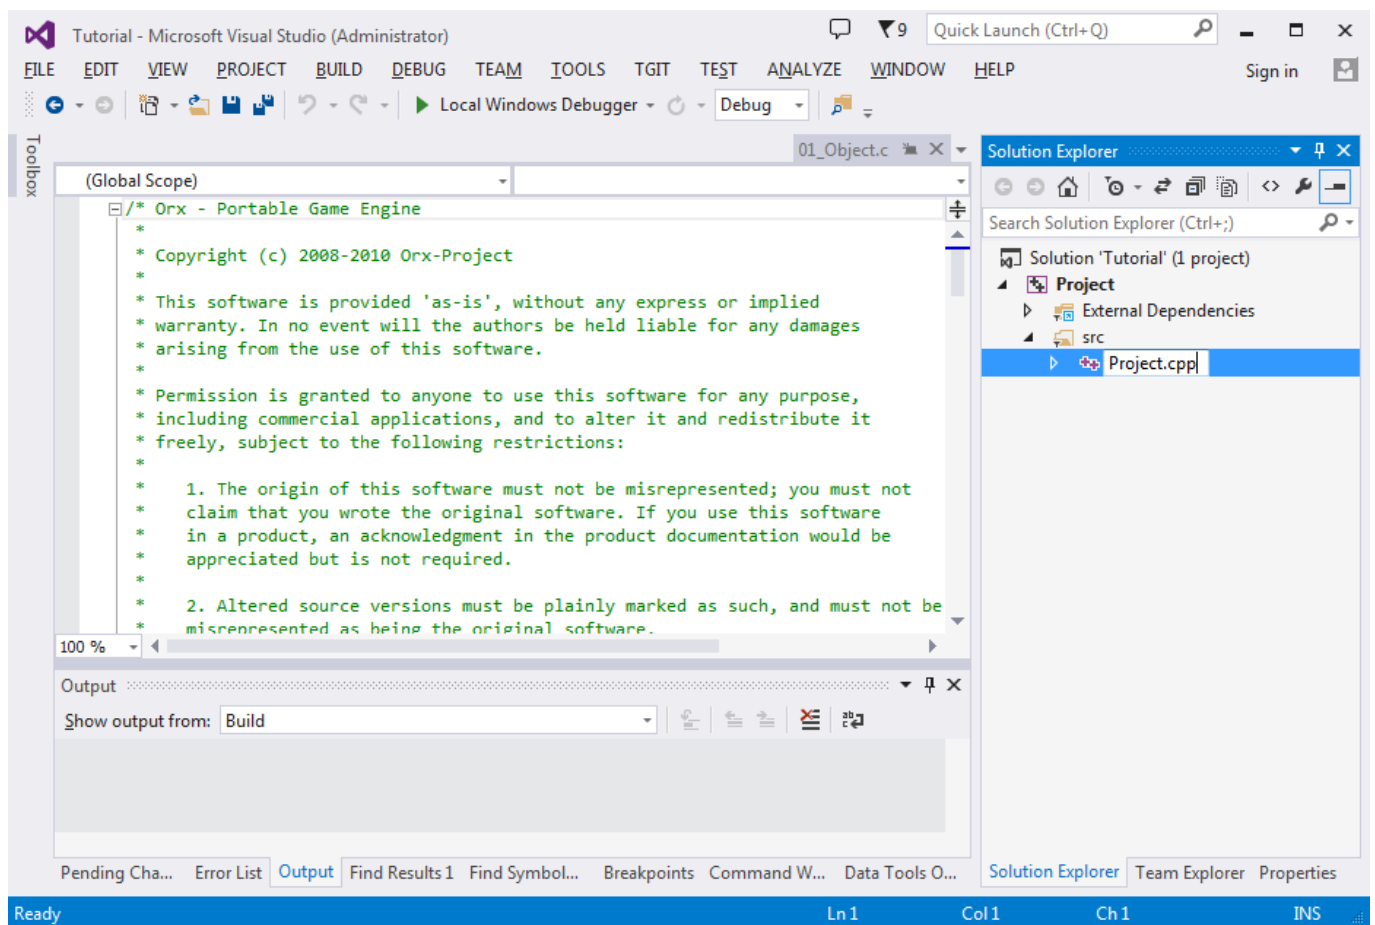 Tutorial - Microsoft Visual Studio (Administrator)
9
Quick Launch (Ctrl+Q)
FILE EDIT VIEW PROJECT BUILD DEBUG TEAM TOOLS TGIT TEST ANALYZE WINDOW HELP
Sign in
Local Windows Debugger
Debug
Toolbox
01_Object.c
(Global Scope)
/* Orx - Portable Game Engine
*
* Copyright (c) 2008-2010 Orx-Project
*
* This software is provided 'as-is', without any express or implied
* warranty. In no event will the authors be held liable for any damages
* arising from the use of this software.
*
* Permission is granted to anyone to use this software for any purpose,
* including commercial applications, and to alter it and redistribute it
* freely, subject to the following restrictions:
*
* 1. The origin of this software must not be misrepresented; you must not
* claim that you wrote the original software. If you use this software
* in a product, an acknowledgment in the product documentation would be
* appreciated but is not required.
*
* 2. Altered source versions must be plainly marked as such, and must not be
* misrepresented as being the original software.
100 %
Output
Show output from: Build
Pending Cha... Error List Output Find Results 1 Find Symbol... Breakpoints Command W... Data Tools O...
Solution Explorer
Search Solution Explorer (Ctrl+;)
Solution 'Tutorial' (1 project)
Project
External Dependencies
src
Project.cpp
Solution Explorer Team Explorer Properties
Ready Ln 1 Col 1 Ch 1 INS